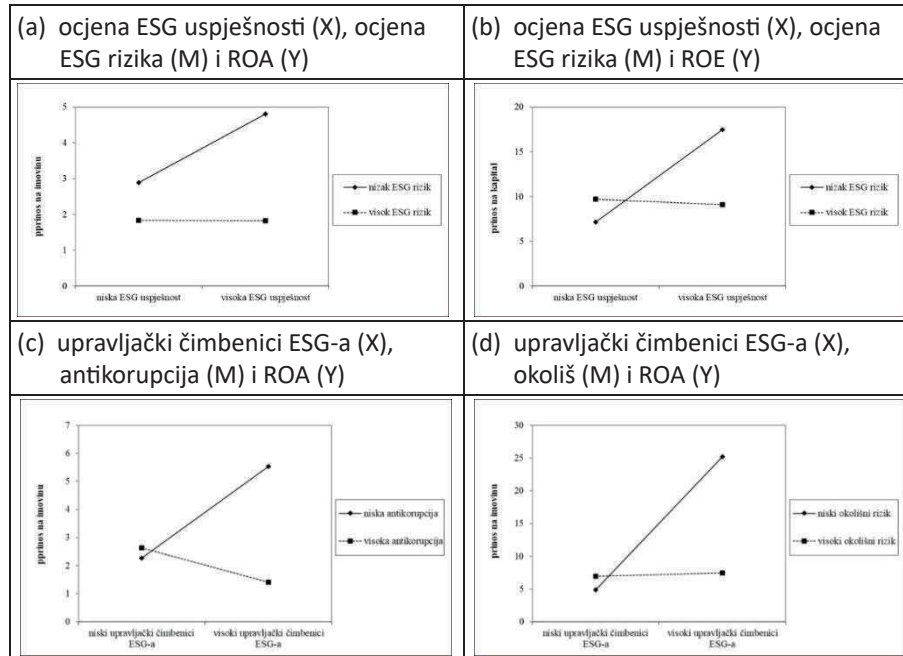 (a) ocjena ESG uspješnosti (X), ocjena
ESG rizika (M) i ROA (Y)
(b) ocjena ESG uspješnosti (X), ocjena
ESG rizika (M) i ROE (Y)
5
4
3
2
1
0
pprinos na imovinu
niska ESG uspješnost
visoka ESG uspješnost
nizak ESG rizik
visok ESG rizik
20
15
10
5
0
prinos na kapital
niska ESG uspješnost
visoka ESG uspješnost
nizak ESG rizik
visok ESG rizik
(c) upravljački čimbenici ESG-a (X),
antikorupcija (M) i ROA (Y)
(d) upravljački čimbenici ESG-a (X),
okoliš (M) i ROA (Y)
7
6
5
4
3
2
1
0
pprinos na imovinu
niski upravljački čimbenici
ESG-a
visoki upravljački čimbenici
ESG-a
niska antikorupcija
visoka antikorupcija
30
25
20
15
10
5
0
prinos na imovinu
niski upravljački čimbenici
ESG-a
visoki upravljački čimbenici
ESG-a
niski okolišni rizik
visoki okolišni rizik